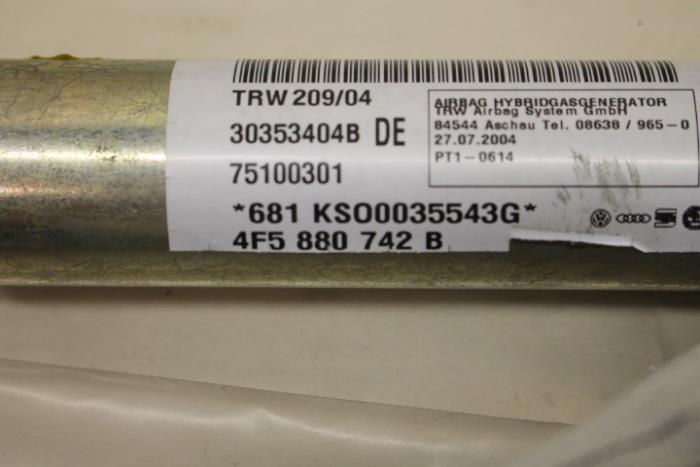 TRW 209/04
30353404B DE
75100301
AIRBAG HYBRIDGASGENERATOR
TRW Airbag System GmbH
84544 Aschau Tel. 08638 / 965-0
27.07.2004
PT1-0614
*681 KSO0035543G*
4F5 880 742 B